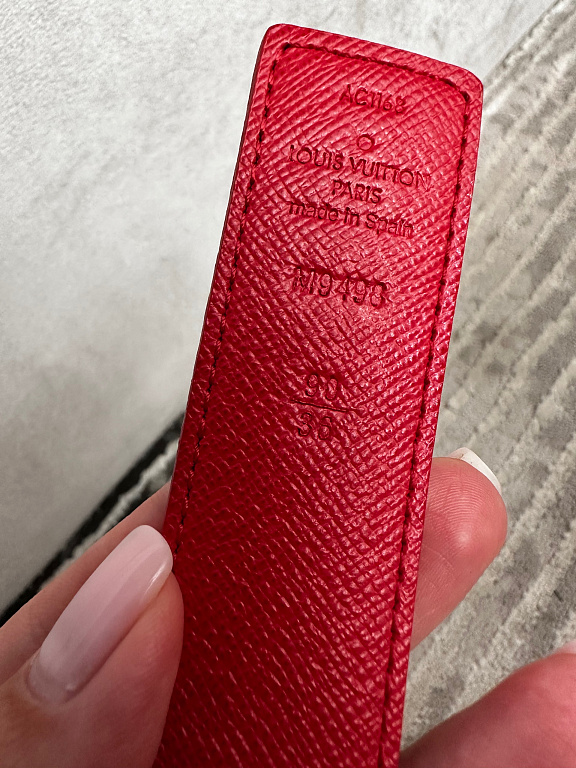 AC1168
LOUIS VUITTON
PARIS
made in Spain
M9498
90
36